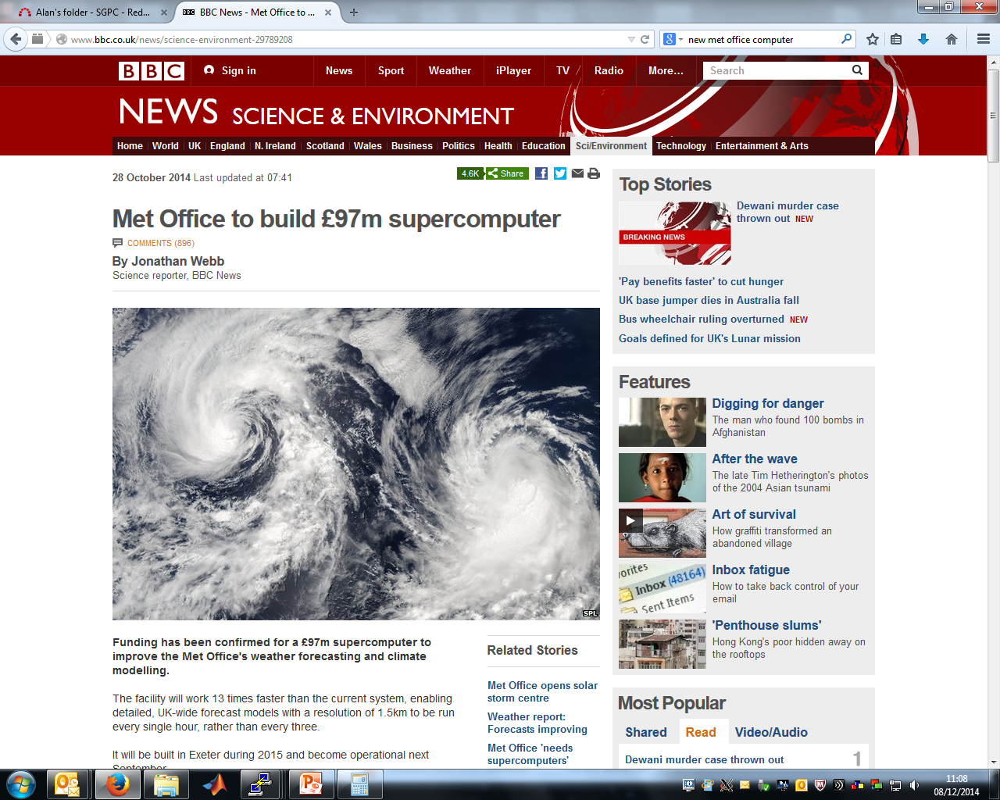 Alan's folder - SGPC - Red...
BBC News - Met Office to ...
www.bbc.co.uk/news/science-environment-29789208
new met office computer
BBC
Sign in
News
Sport
Weather
iPlayer
TV
Radio
More...
Search
NEWS SCIENCE & ENVIRONMENT
Home
World
UK
England
N. Ireland
Scotland
Wales
Business
Politics
Health
Education
Sci/Environment
Technology
Entertainment & Arts
28 October 2014 Last updated at 07:41
4.6K
Share
Met Office to build £97m supercomputer
COMMENTS (896)
By Jonathan Webb
Science reporter, BBC News
SPL
Funding has been confirmed for a £97m supercomputer to
improve the Met Office's weather forecasting and climate
modelling.
The facility will work 13 times faster than the current system, enabling
detailed, UK-wide forecast models with a resolution of 1.5km to be run
every single hour, rather than every three.
It will be built in Exeter during 2015 and become operational next
September.
Related Stories
Met Office opens solar
storm centre
Weather report:
Forecasts improving
Met Office 'needs
supercomputers'
Top Stories
BREAKING NEWS
Dewani murder case
thrown out NEW
'Pay benefits faster' to cut hunger
UK base jumper dies in Australia fall
Bus wheelchair ruling overturned NEW
Goals defined for UK's Lunar mission
Features
Digging for danger
The man who found 100 bombs in
Afghanistan
After the wave
The late Tim Hetherington's photos
of the 2004 Asian tsunami
Art of survival
How graffiti transformed an
abandoned village
vorites
Inbox (48164)
Sent Items
Inbox fatigue
How to take back control of your
email
'Penthouse slums'
Hong Kong's poor hidden away on
the rooftops
Most Popular
Shared
Read
Video/Audio
Dewani murder case thrown out
1
11:08
08/12/2014